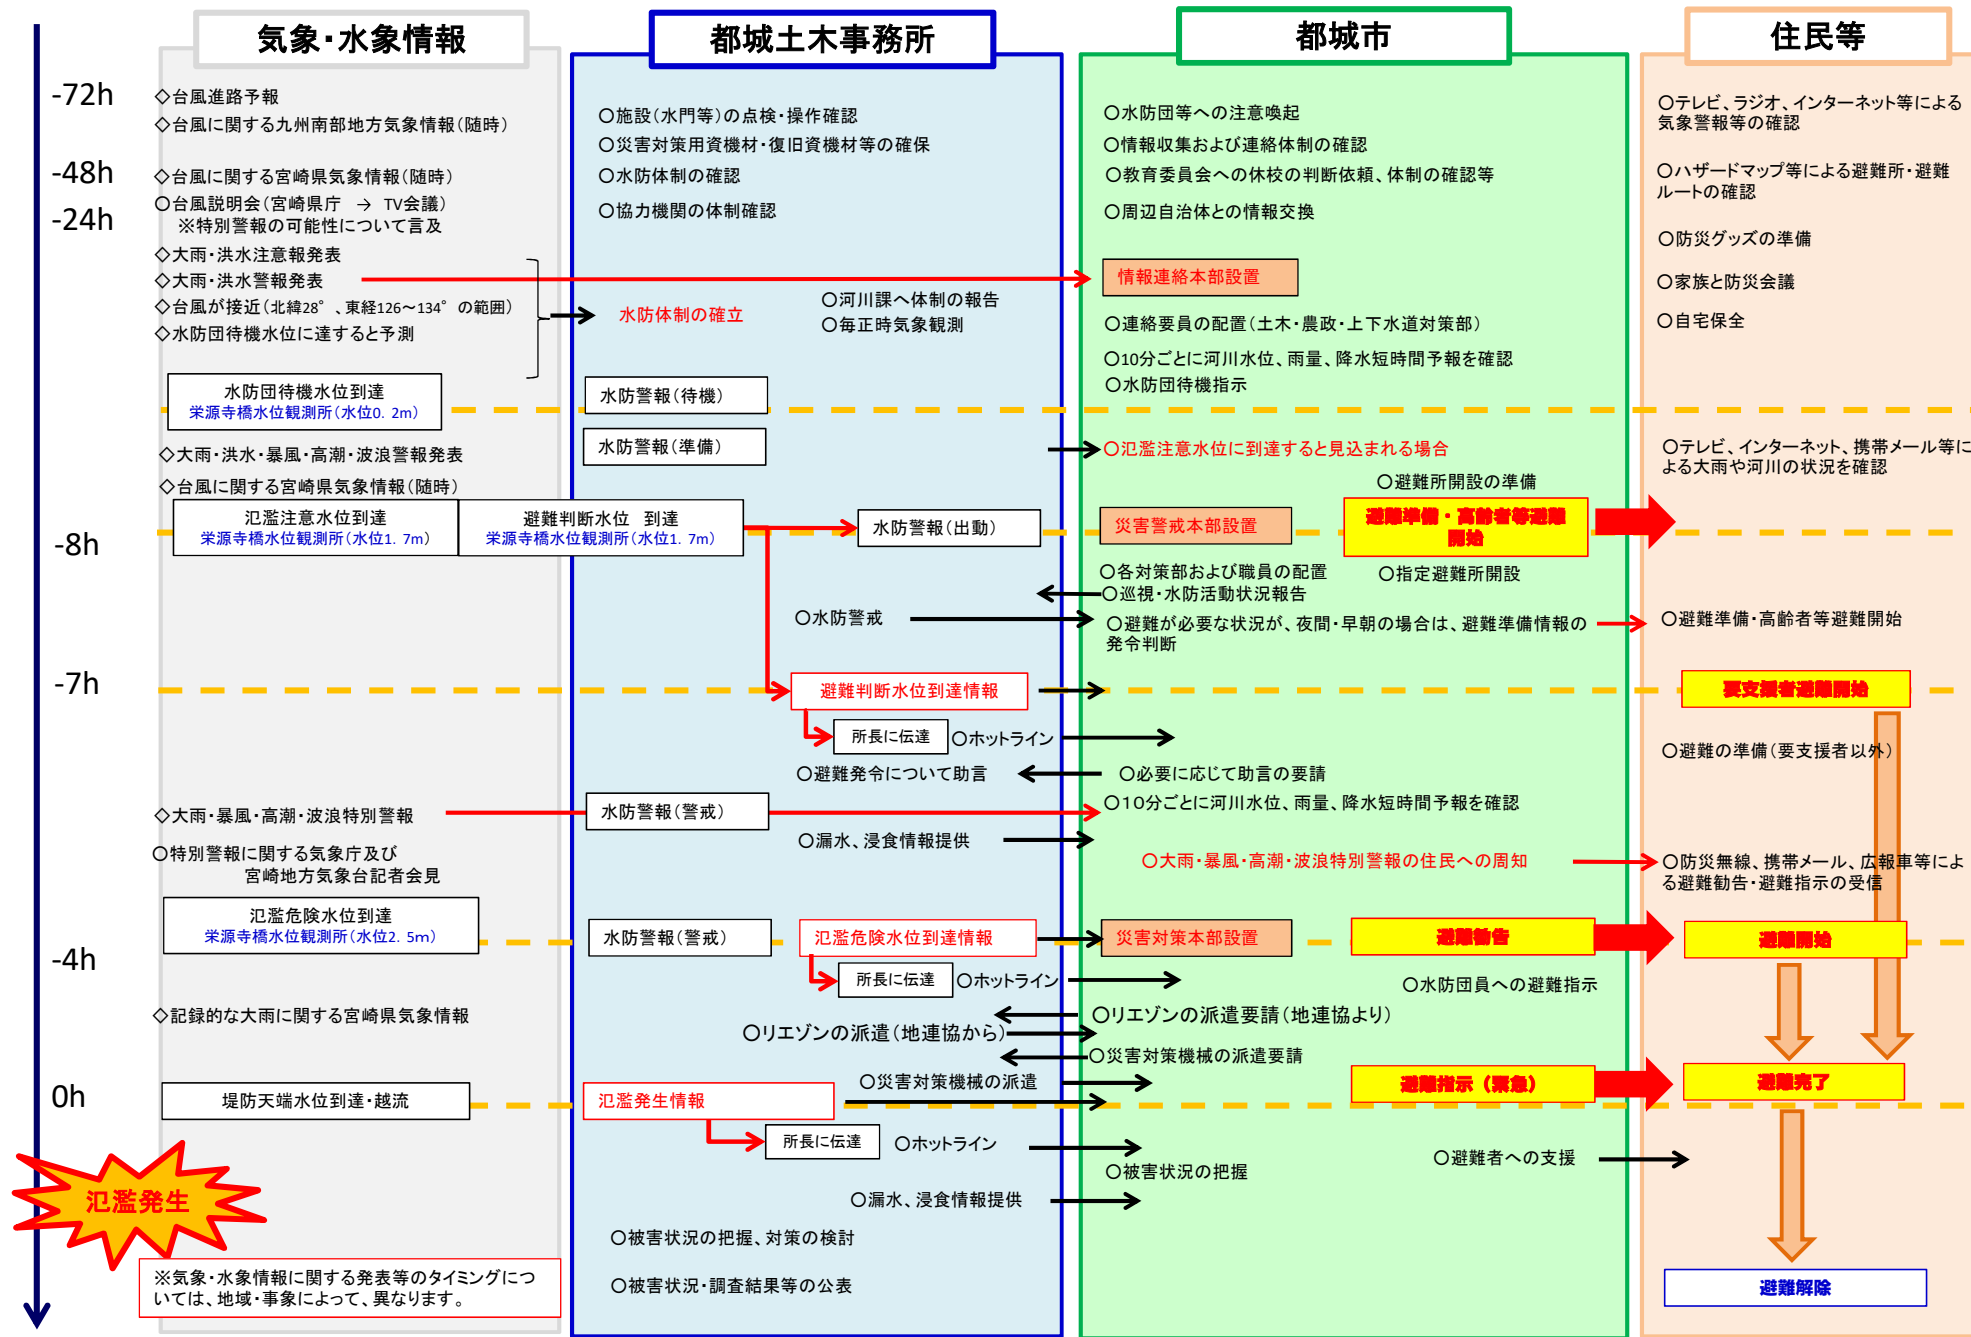 気象・水象情報
都城土木事務所
都城市
住民等
-72h
-48h
-24h
-8h
-7h
-4h
0h
◇台風進路予報
◇台風に関する九州南部地方気象情報(随時)
◇台風に関する宮崎県気象情報(随時)
○台風説明会(宮崎県庁 → TV会議)
※特別警報の可能性について言及
◇大雨・洪水注意報発表
◇大雨・洪水警報発表
◇台風が接近(北緯28°、東経126～134°の範囲)
◇水防団待機水位に達すると予測
水防団待機水位到達
栄源寺橋水位観測所(水位0.2m)
◇大雨・洪水・暴風・高潮・波浪警報発表
◇台風に関する宮崎県気象情報(随時)
氾濫注意水位到達
栄源寺橋水位観測所(水位1.7m)
避難判断水位 到達
栄源寺橋水位観測所(水位1.7m)
◇大雨・暴風・高潮・波浪特別警報
○特別警報に関する気象庁及び
宮崎地方気象台記者会見
氾濫危険水位到達
栄源寺橋水位観測所(水位2.5m)
◇記録的な大雨に関する宮崎県気象情報
堤防天端水位到達・越流
氾濫発生
※気象・水象情報に関する発表等のタイミングにつ
いては、地域・事象によって、異なります。
○施設(水門等)の点検・操作確認
○災害対策用資機材・復旧資機材等の確保
○水防体制の確認
○協力機関の体制確認
水防体制の確立
○河川課へ体制の報告
○毎正時気象観測
水防警報(待機)
水防警報(準備)
水防警報(出動)
○水防警戒
避難判断水位到達情報
所長に伝達
○ホットライン
○避難発令について助言
水防警報(警戒)
○漏水、浸食情報提供
水防警報(警戒)
氾濫危険水位到達情報
所長に伝達
○ホットライン
○リエゾンの派遣(地連協から)
○災害対策機械の派遣
氾濫発生情報
所長に伝達
○ホットライン
○漏水、浸食情報提供
○被害状況の把握、対策の検討
○被害状況・調査結果等の公表
○水防団等への注意喚起
○情報収集および連絡体制の確認
○教育委員会への休校の判断依頼、体制の確認等
○周辺自治体との情報交換
情報連絡本部設置
○連絡要員の配置(土木・農政・上下水道対策部)
○10分ごとに河川水位、雨量、降水短時間予報を確認
○水防団待機指示
○氾濫注意水位に到達すると見込まれる場合
○避難所開設の準備
災害警戒本部設置
避難準備・高齢者等避難
開始
○各対策部および職員の配置
○指定避難所開設
○巡視・水防活動状況報告
○避難が必要な状況が、夜間・早朝の場合は、避難準備情報の
発令判断
○必要に応じて助言の要請
○10分ごとに河川水位、雨量、降水短時間予報を確認
○大雨・暴風・高潮・波浪特別警報の住民への周知
災害対策本部設置
避難勧告
○水防団員への避難指示
○リエゾンの派遣要請(地連協より)
○災害対策機械の派遣要請
避難指示(緊急)
○避難者への支援
○被害状況の把握
○テレビ、ラジオ、インターネット等による
気象警報等の確認
○ハザードマップ等による避難所・避難
ルートの確認
○防災グッズの準備
○家族と防災会議
○自宅保全
○テレビ、インターネット、携帯メール等に
よる大雨や河川の状況を確認
○避難準備・高齢者等避難開始
要支援者避難開始
○避難の準備(要支援者以外)
○防災無線、携帯メール、広報車等によ
る避難勧告・避難指示の受信
避難開始
避難完了
避難解除